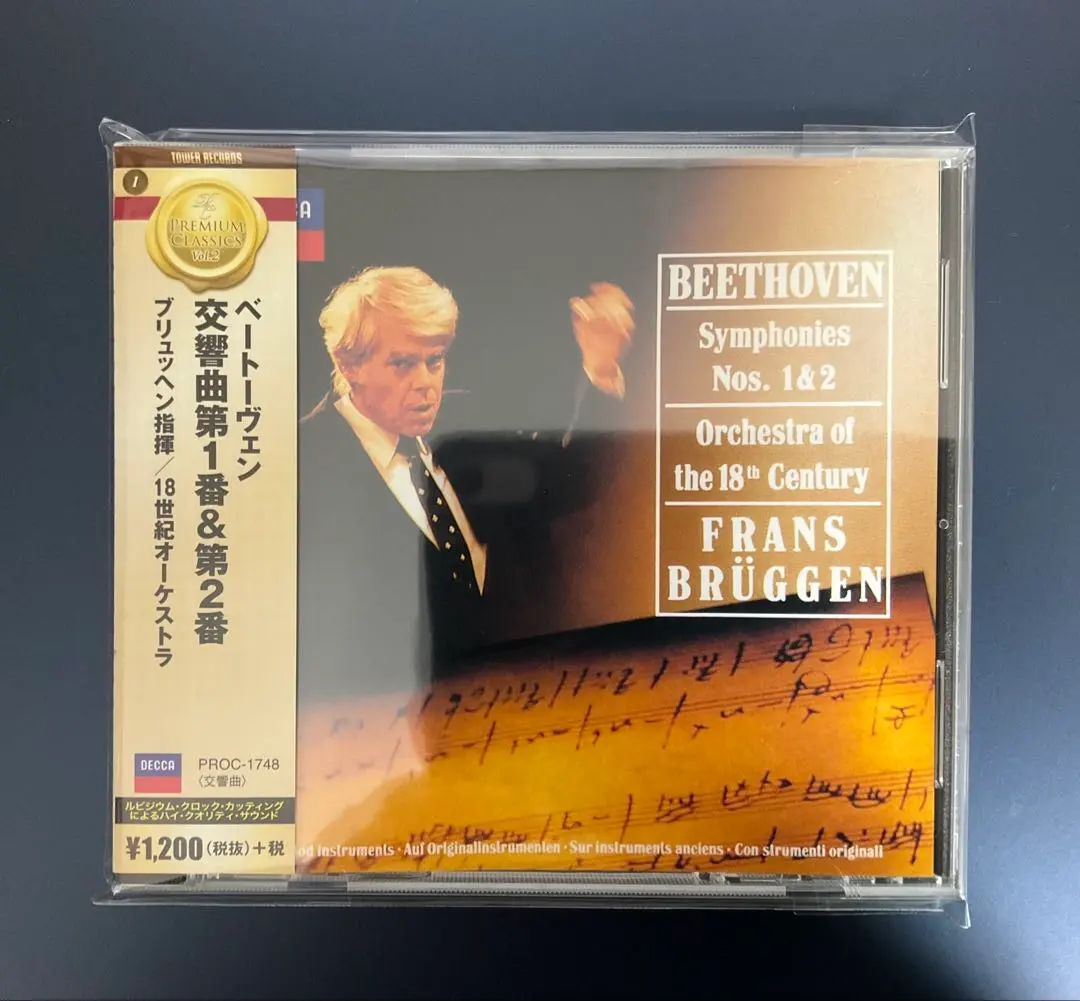 TOWER RECORDS
1
PREMIUM
CLASSICS
Vol.2
ベートーヴェン
交響曲第1番&第2番
ブリュッヘン指揮/18世紀オーケストラ
DECCA
PROC-1748
〈交響曲〉
ルビジウム・クロック・カッティング
によるハイ・クオリティ・サウンド
¥1,200(税抜)+税
CA
BEETHOVEN
Symphonies
Nos. 1&2
Orchestra of
the 18th Century
FRANS
BRÜGGEN
od instruments · Auf Originalinstrumenten · Sur instruments anciens · Con strumenti originali